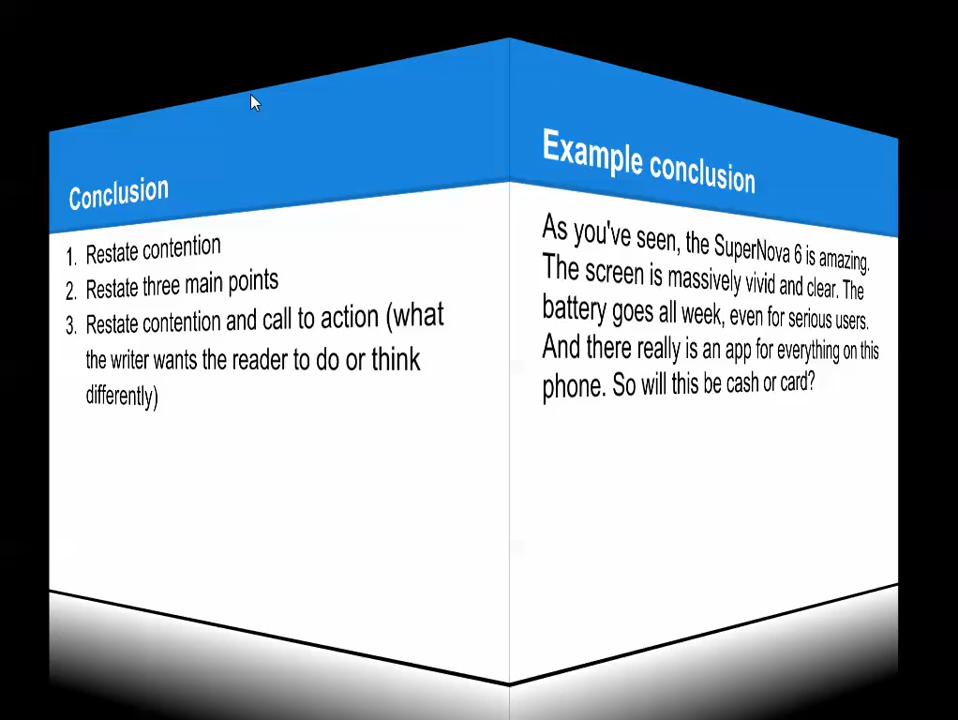 Conclusion
1. Restate contention
2. Restate three main points
3. Restate contention and call to action (what
the writer wants the reader to do or think
differently)
Example conclusion
As you've seen, the SuperNova 6 is amazing.
The screen is massively vivid and clear. The
battery goes all week, even for serious users.
And there really is an app for everything on this
phone. So will this be cash or card?